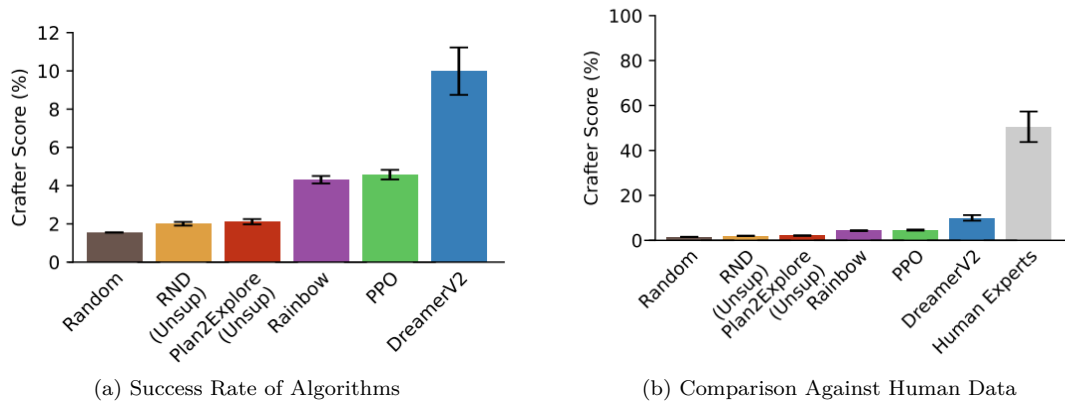 Crafter Score (%)
12
10
8
6
4
2
0
Random
RND
(Unsup)
Plan2Explore
(Unsup)
Rainbow
PPO
DreamerV2
(a) Success Rate of Algorithms
Crafter Score (%)
100
80
60
40
20
0
Random
RND
(Unsup)
Plan2Explore
(Unsup)
Rainbow
PPO
DreamerV2
Human Experts
(b) Comparison Against Human Data